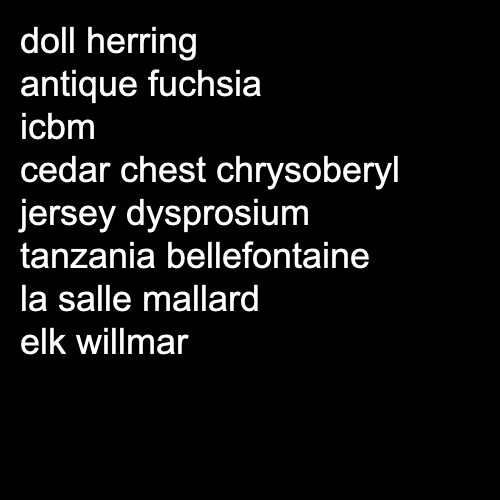 doll herring
antique fuchsia
icbm
cedar chest chrysoberyl
jersey dysprosium
tanzania bellefontaine
la salle mallard
elk willmar